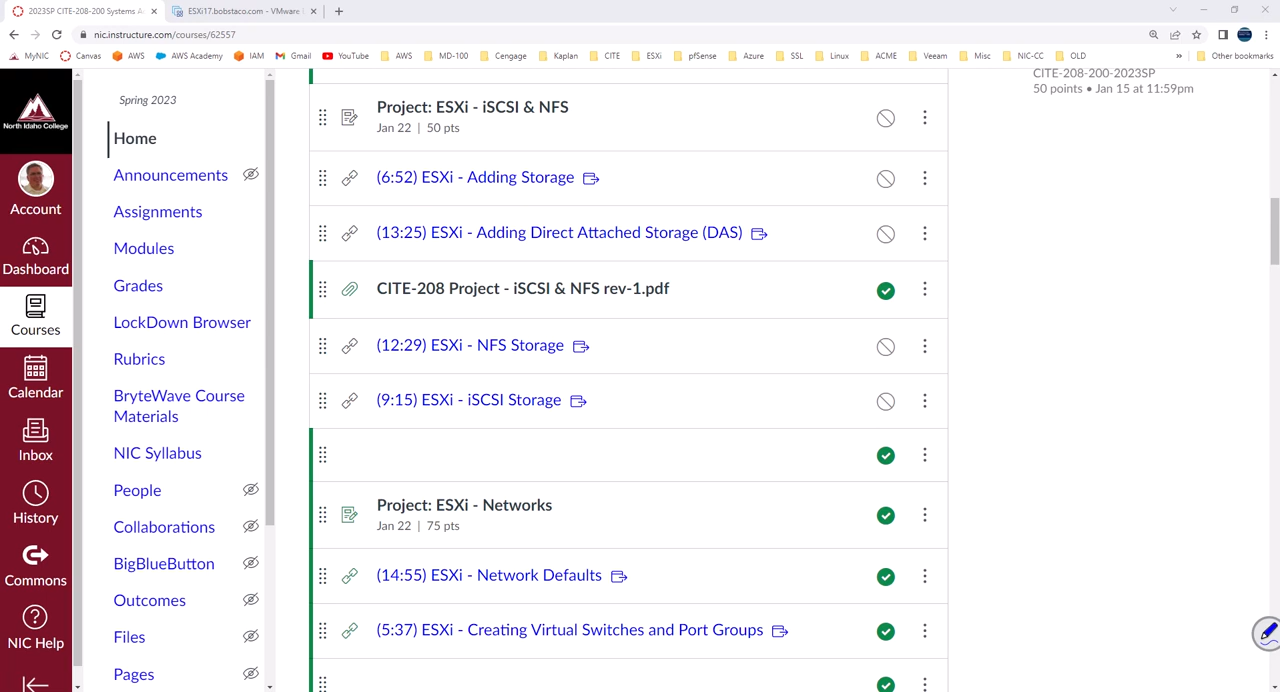 2023SP CITE-208-200 Systems A
ESXi17.bobstaco.com - VMware
nic.instructure.com/courses/62557
MyNIC Canvas AWS AWS Academy IAM Gmail YouTube AWS MD-100 Cengage Kaplan CITE ESXi pfSense Azure SSL Linux ACME Veeam Misc NIC-CC OLD » Other bookmarks
North Idaho College
Account
Dashboard
Courses
Calendar
Inbox
History
Commons
NIC Help
Spring 2023
Home
Announcements
Assignments
Modules
Grades
LockDown Browser
Rubrics
BryteWave Course
Materials
NIC Syllabus
People
Collaborations
BigBlueButton
Outcomes
Files
Pages
Project: ESXi - iSCSI & NFS
Jan 22 | 50 pts
(6:52) ESXi - Adding Storage
(13:25) ESXi - Adding Direct Attached Storage (DAS)
CITE-208 Project - iSCSI & NFS rev-1.pdf
(12:29) ESXi - NFS Storage
(9:15) ESXi - iSCSI Storage
Project: ESXi - Networks
Jan 22 | 75 pts
(14:55) ESXi - Network Defaults
(5:37) ESXi - Creating Virtual Switches and Port Groups
CITE-208-200-2023SP
50 points • Jan 15 at 11:59pm